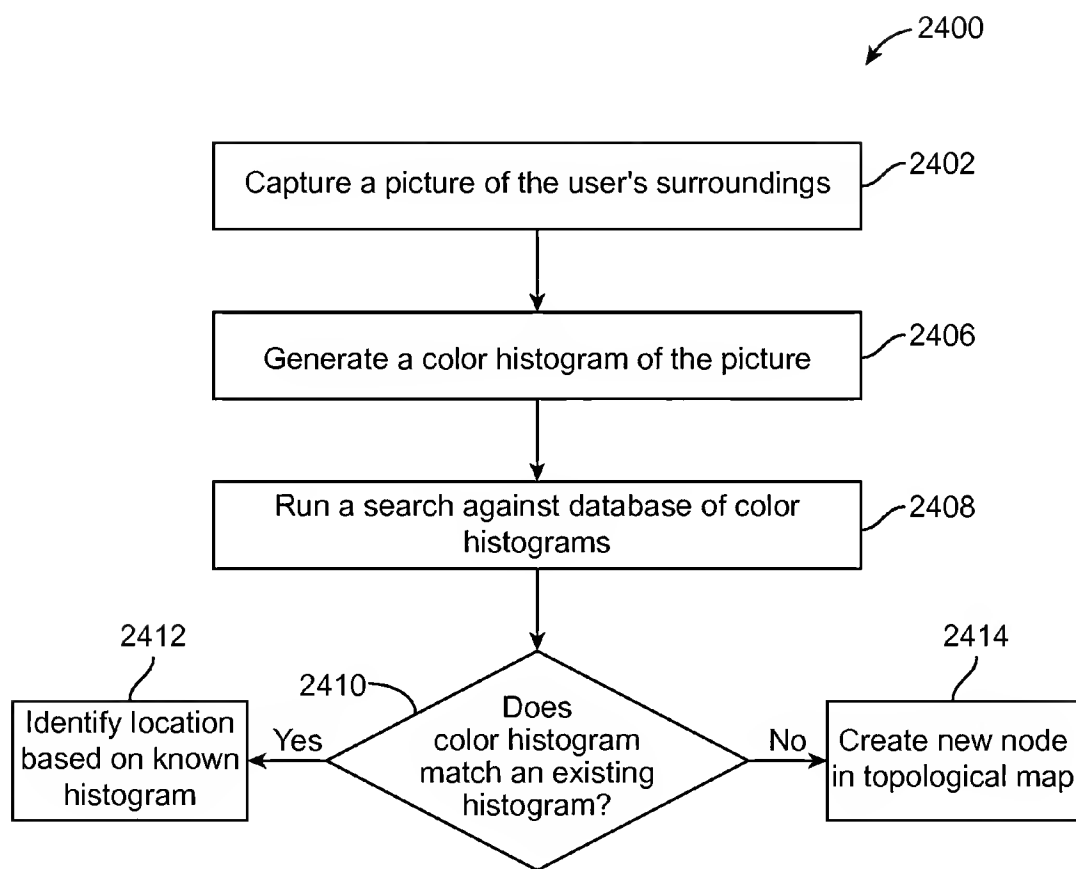 2400
Capture a picture of the user's surroundings
2402
Generate a color histogram of the picture
2406
Run a search against database of color
histograms
2408
2412
2410
2414
Identify location
based on known
histogram
Yes
Does
color histogram
match an existing
histogram?
No
Create new node
in topological map